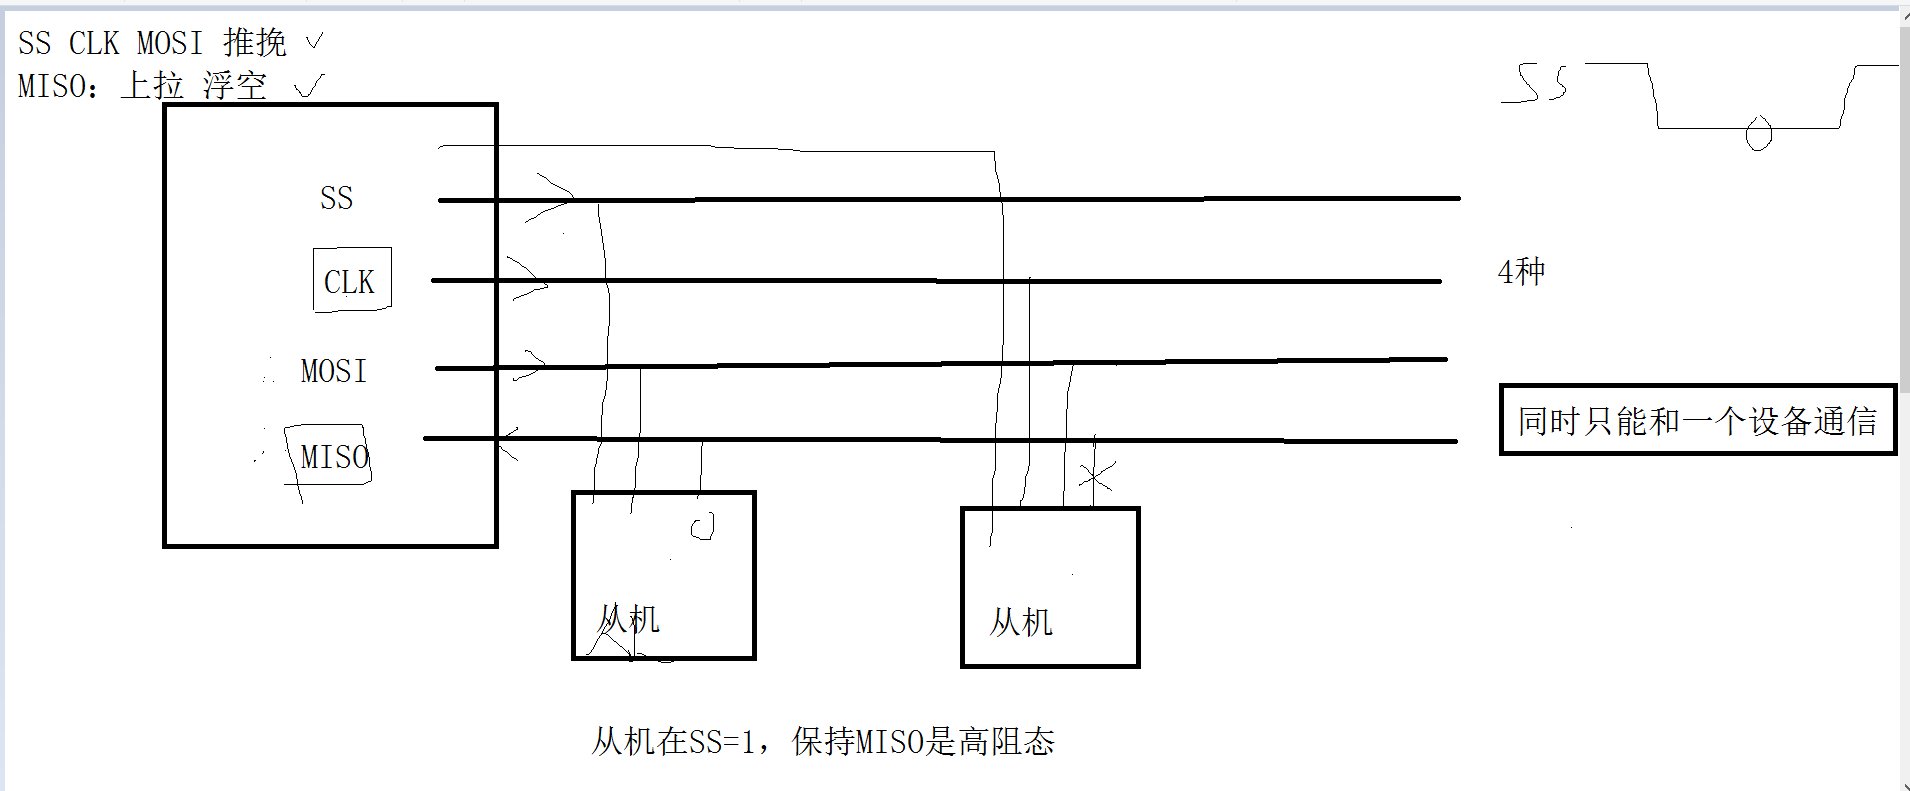 SS CLK MOSI 推挽
MISO: 上拉 浮空
SS
SS
CLK
4种
MOSI
同时只能和一个设备通信
MISO
从机
从机
从机在SS=1，保持MISO是高阻态